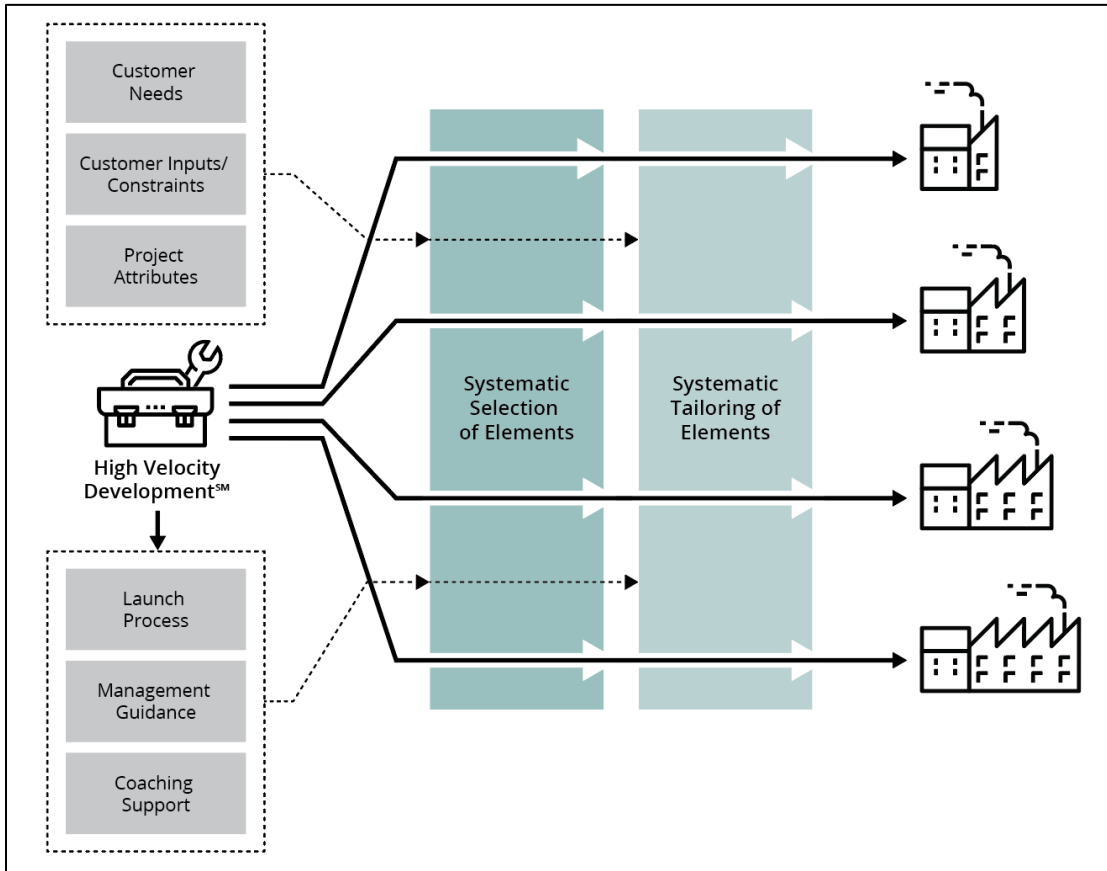 Customer
Needs
Customer Inputs/
Constraints
Project
Attributes
High Velocity
Development℠
Launch
Process
Management
Guidance
Coaching
Support
Systematic
Selection
of Elements
Systematic
Tailoring of
Elements